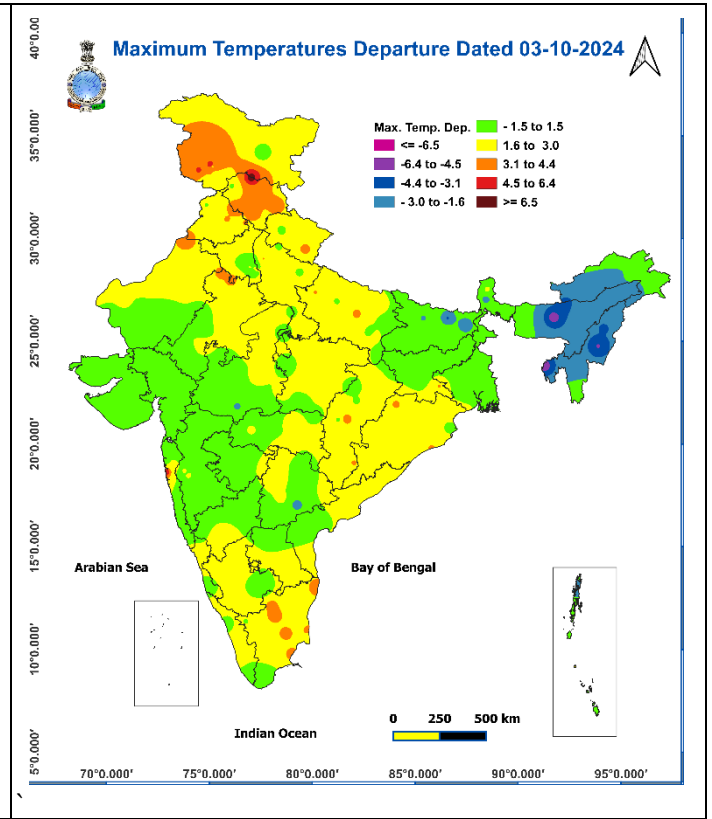 Maximum Temperatures Departure Dated 03-10-2024
Max. Temp. Dep.
<= -6.5
-6.4 to -4.5
-4.4 to -3.1
- 3.0 to -1.6
- 1.5 to 1.5
1.6 to 3.0
3.1 to 4.4
4.5 to 6.4
>= 6.5
40°0.00
35°0.000'
30°0.000'
25°0.000'
20°0.000'
15°0.000'
10°0.000'
5°0.000'
Arabian Sea
Bay of Bengal
Indian Ocean
0 250 500 km
70°0.000' 75°0.000' 80°0.000' 85°0.000' 90°0.000' 95°0.000'
`